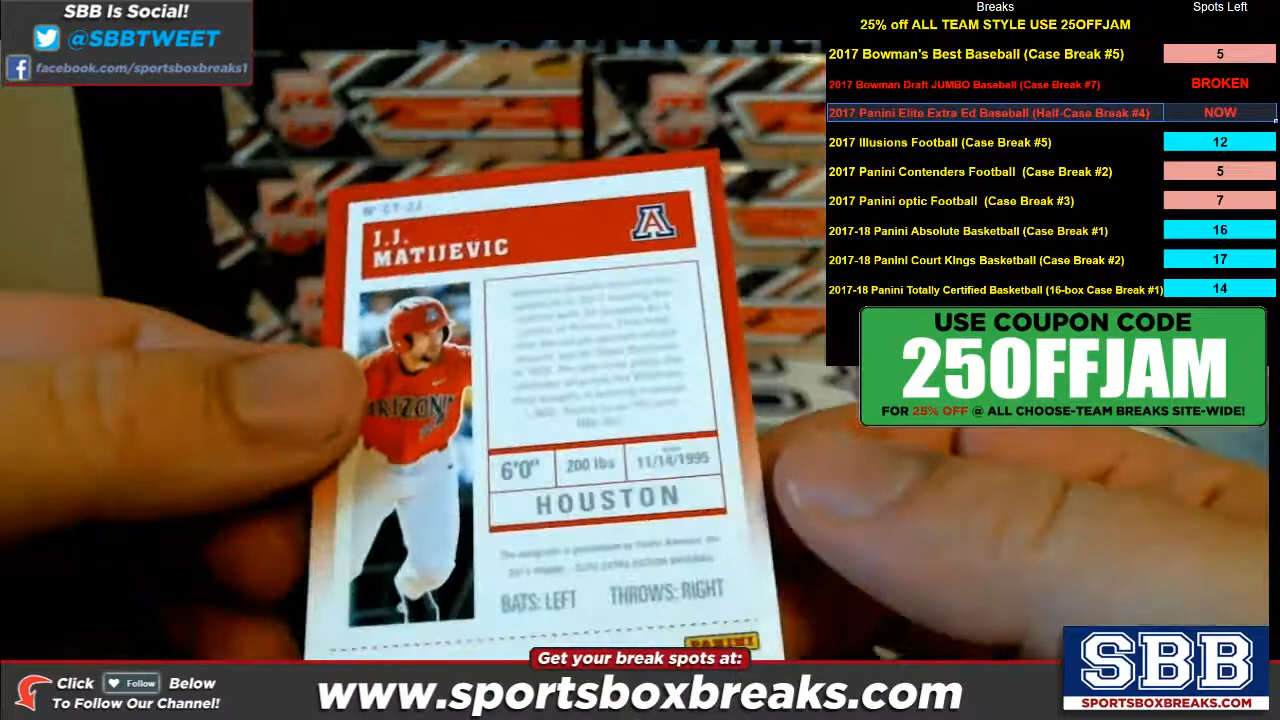 SBB Is Social!
@SBBTWEET
facebook.com/sportsboxbreaks1
Breaks Spots Left
25% off ALL TEAM STYLE USE 25OFFJAM
2017 Bowman's Best Baseball (Case Break #5) 5
2017 Bowman Draft JUMBO Baseball (Case Break #7) BROKEN
2017 Panini Elite Extra Ed Baseball (Half-Case Break #4) NOW
2017 Illusions Football (Case Break #5) 12
2017 Panini Contenders Football (Case Break #2) 5
2017 Panini optic Football (Case Break #3) 7
2017-18 Panini Absolute Basketball (Case Break #1) 16
2017-18 Panini Court Kings Basketball (Case Break #2) 17
2017-18 Panini Totally Certified Basketball (16-box Case Break #1) 14
USE COUPON CODE
25OFFJAM
FOR 25% OFF @ ALL CHOOSE-TEAM BREAKS SITE-WIDE!
J.J.
MATIJEVIC
A
ARIZONA
6'0" 200 lbs 11/14/1995
HOUSTON
BATS: LEFT THROWS: RIGHT
PANINI
Get your break spots at:
Click Follow Below
To Follow Our Channel!
www.sportsboxbreaks.com
SBB
SPORTSBOXBREAKS.COM